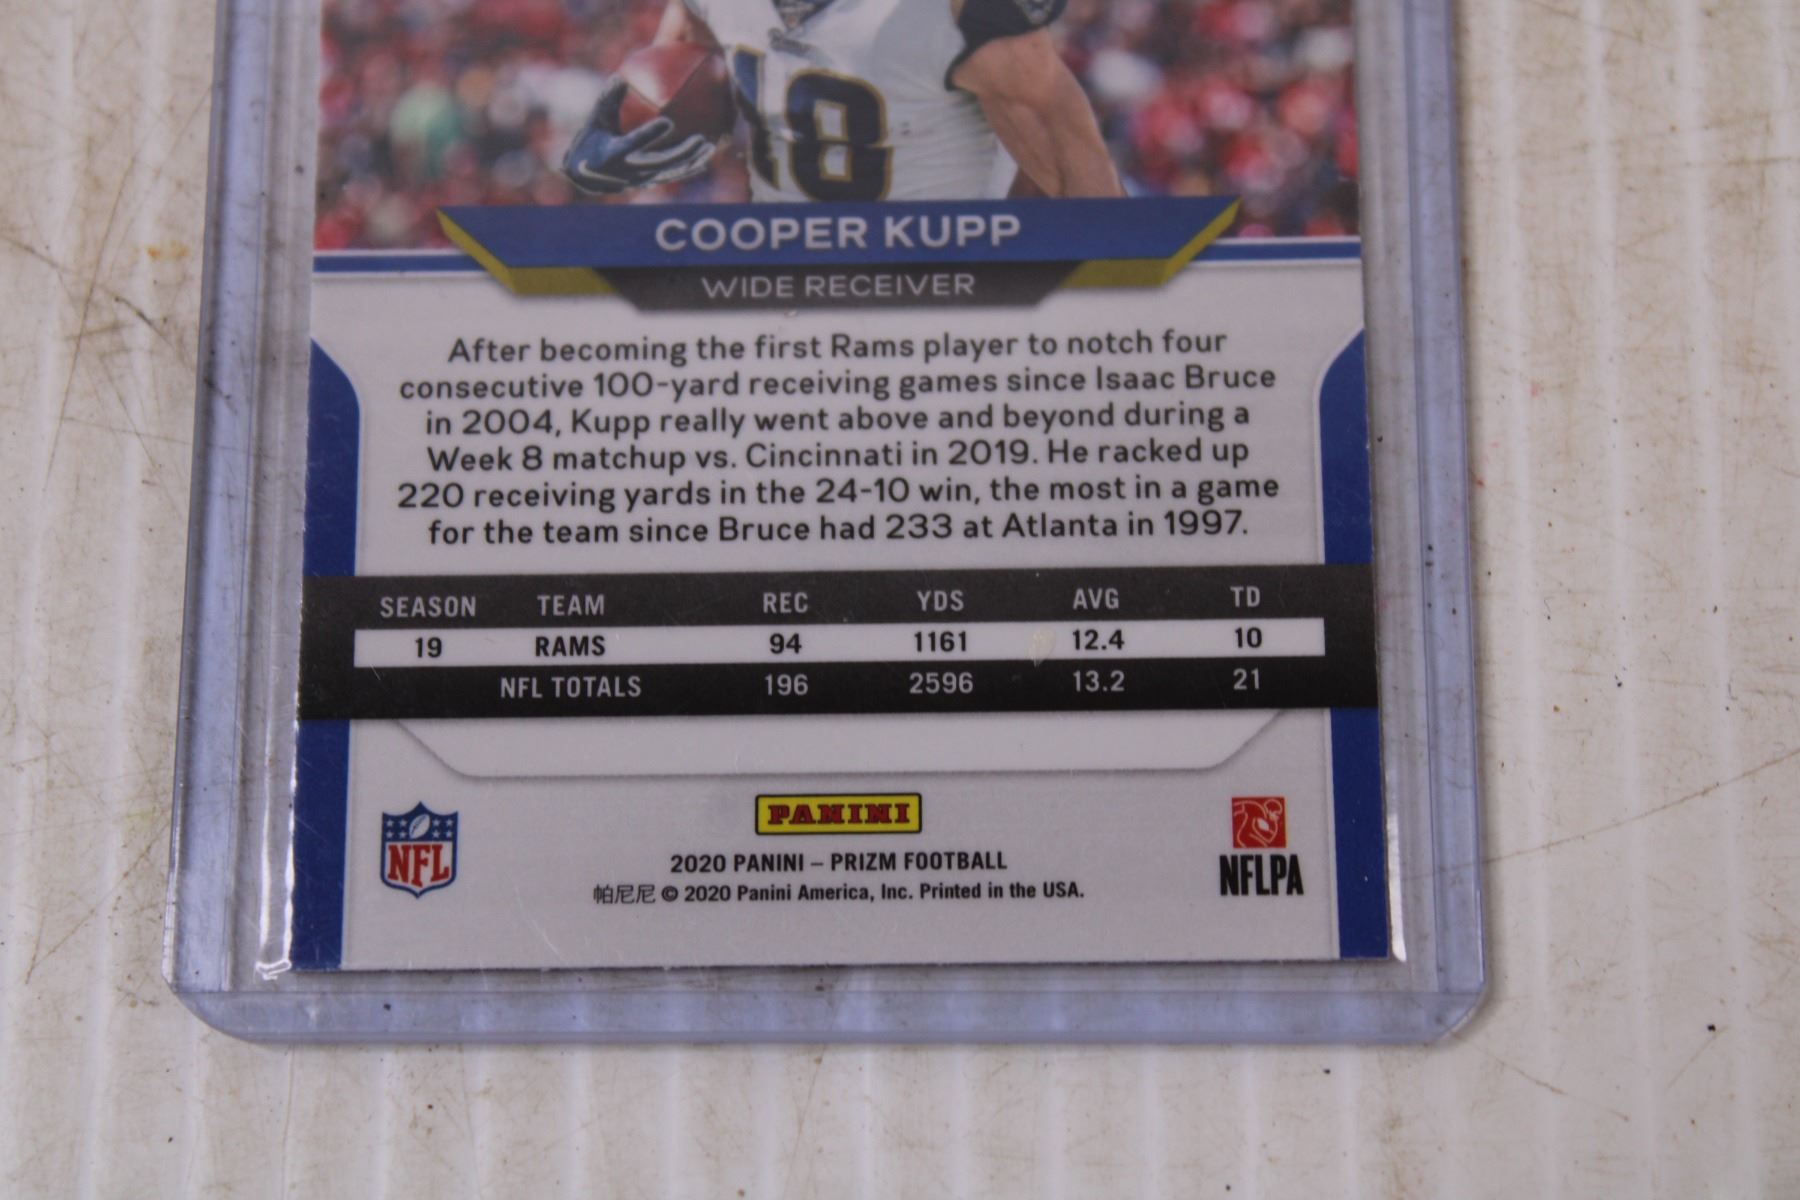 18
COOPER KUPP
WIDE RECEIVER
After becoming the first Rams player to notch four
consecutive 100-yard receiving games since Isaac Bruce
in 2004, Kupp really went above and beyond during a
Week 8 matchup vs. Cincinnati in 2019. He racked up
220 receiving yards in the 24-10 win, the most in a game
for the team since Bruce had 233 at Atlanta in 1997.
SEASON TEAM REC YDS AVG TD
19 RAMS 94 1161 12.4 10
NFL TOTALS 196 2596 13.2 21
PANINI
NFL
NFLPA
2020 PANINI – PRIZM FOOTBALL
帕尼尼 © 2020 Panini America, Inc. Printed in the USA.